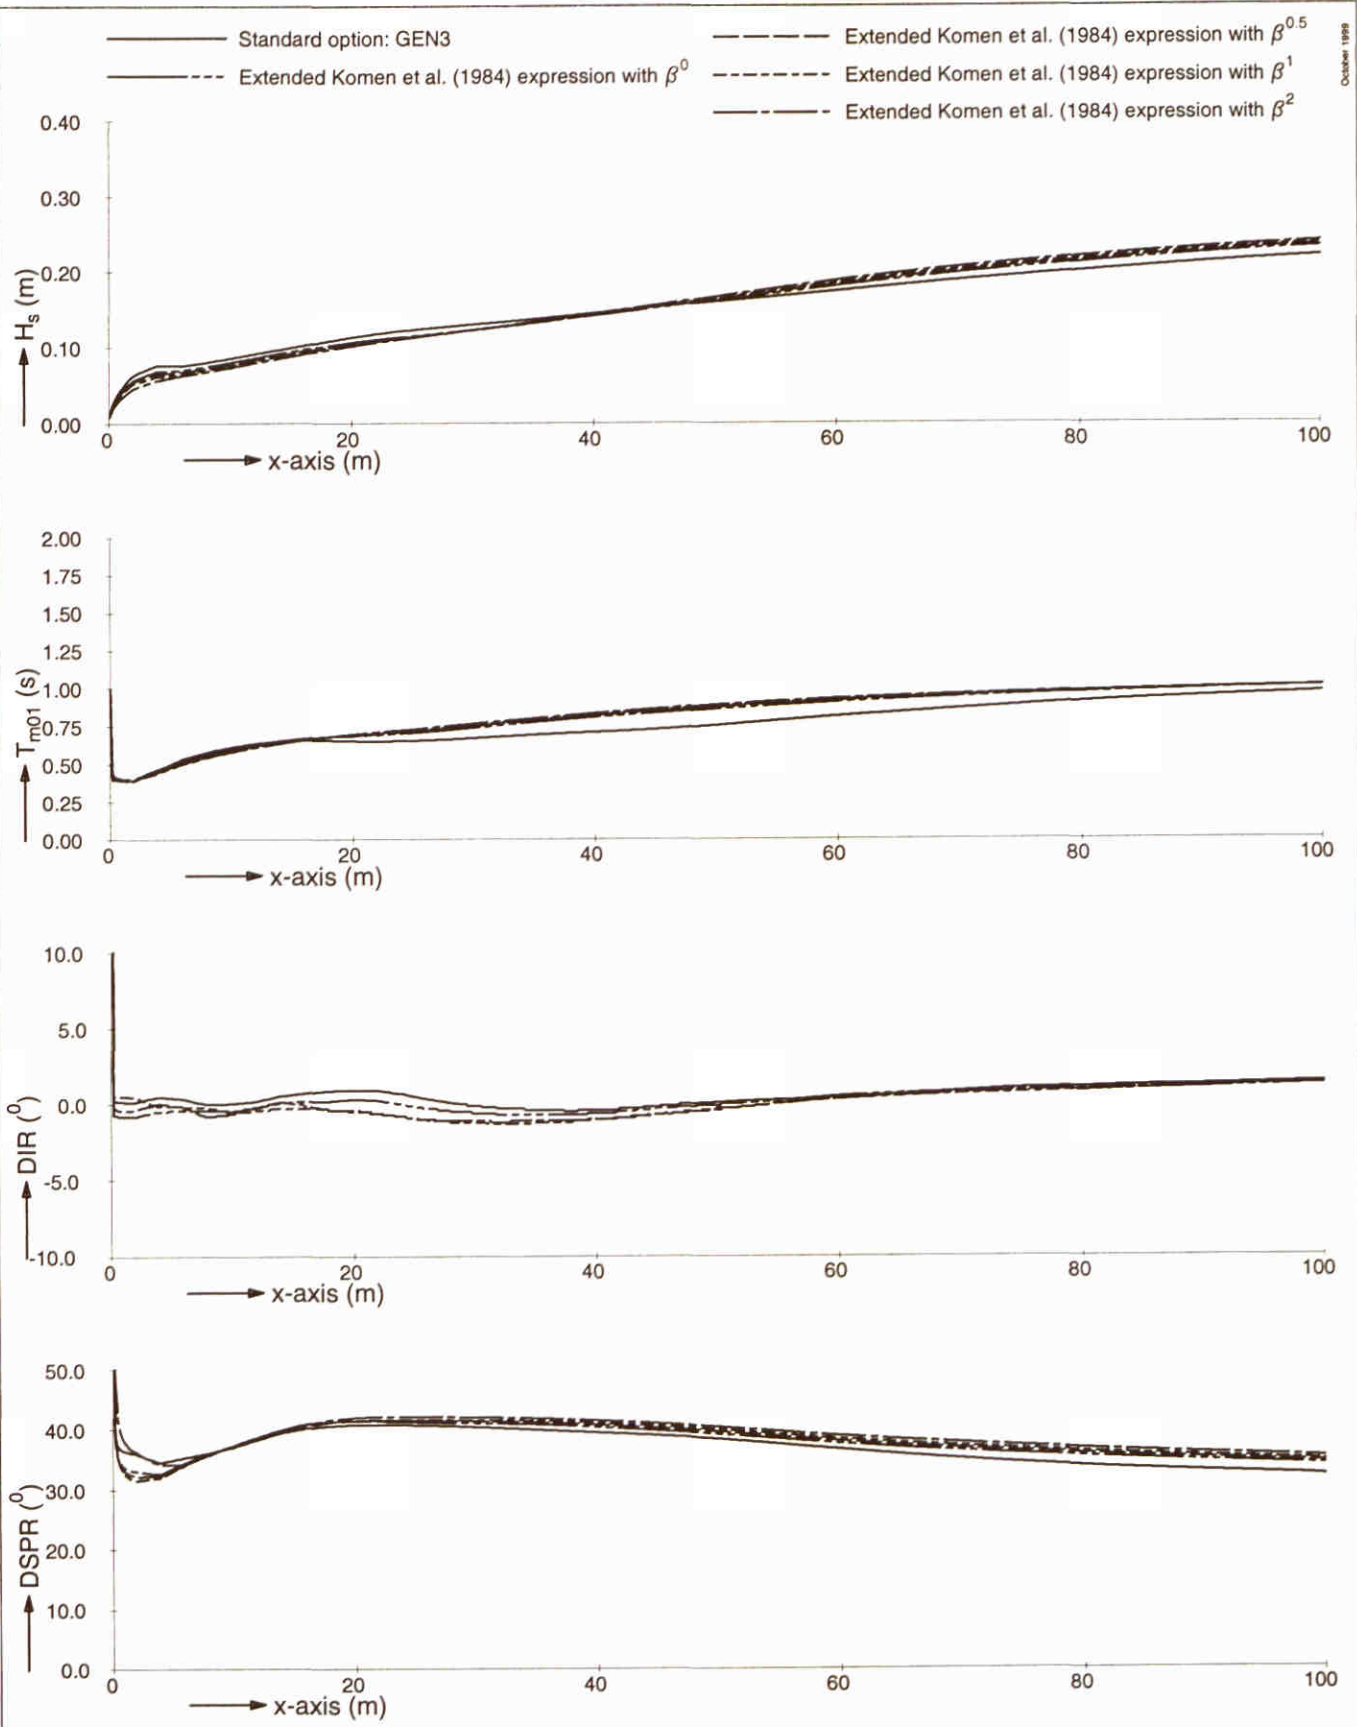 Standard option: GEN3
Extended Komen et al. (1984) expression with β^0
Extended Komen et al. (1984) expression with β^0.5
Extended Komen et al. (1984) expression with β^1
Extended Komen et al. (1984) expression with β^2
October 1999
0.40
0.30
0.20
0.10
0.00
H_s (m)
0 20 40 60 80 100
x-axis (m)
2.00
1.75
1.50
1.25
1.00
0.75
0.50
0.25
0.00
T_m01 (s)
0 20 40 60 80 100
x-axis (m)
10.0
5.0
0.0
-5.0
-10.0
DIR (^0)
0 20 40 60 80 100
x-axis (m)
50.0
40.0
30.0
20.0
10.0
0.0
DSPR (^0)
0 20 40 60 80 100
x-axis (m)